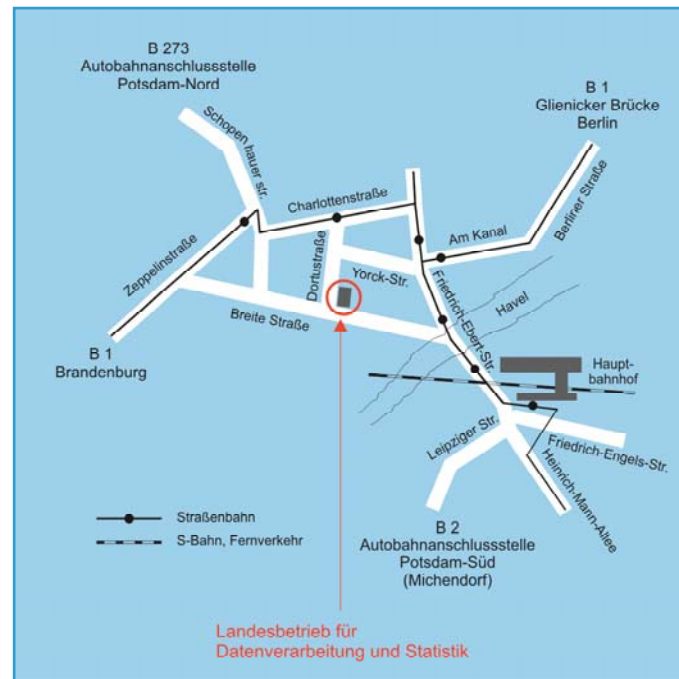 B 273
Autobahnanschlussstelle
Potsdam-Nord
B 1
Glienicker Brücke
Berlin
Schopen hauer str.
Charlottenstraße
Berliner Straße
Am Kanal
Zeppelinstraße
Dortustraße
Yorck-Str.
Friedrich-Ebert-Str.
Havel
Breite Straße
B 1
Brandenburg
Haupt-
bahnhof
Leipziger Str.
Friedrich-Engels-Str.
Heinrich-Mann-Allee
Straßenbahn
S-Bahn, Fernverkehr
B 2
Autobahnanschlussstelle
Potsdam-Süd
(Michendorf)
Landesbetrieb für
Datenverarbeitung und Statistik